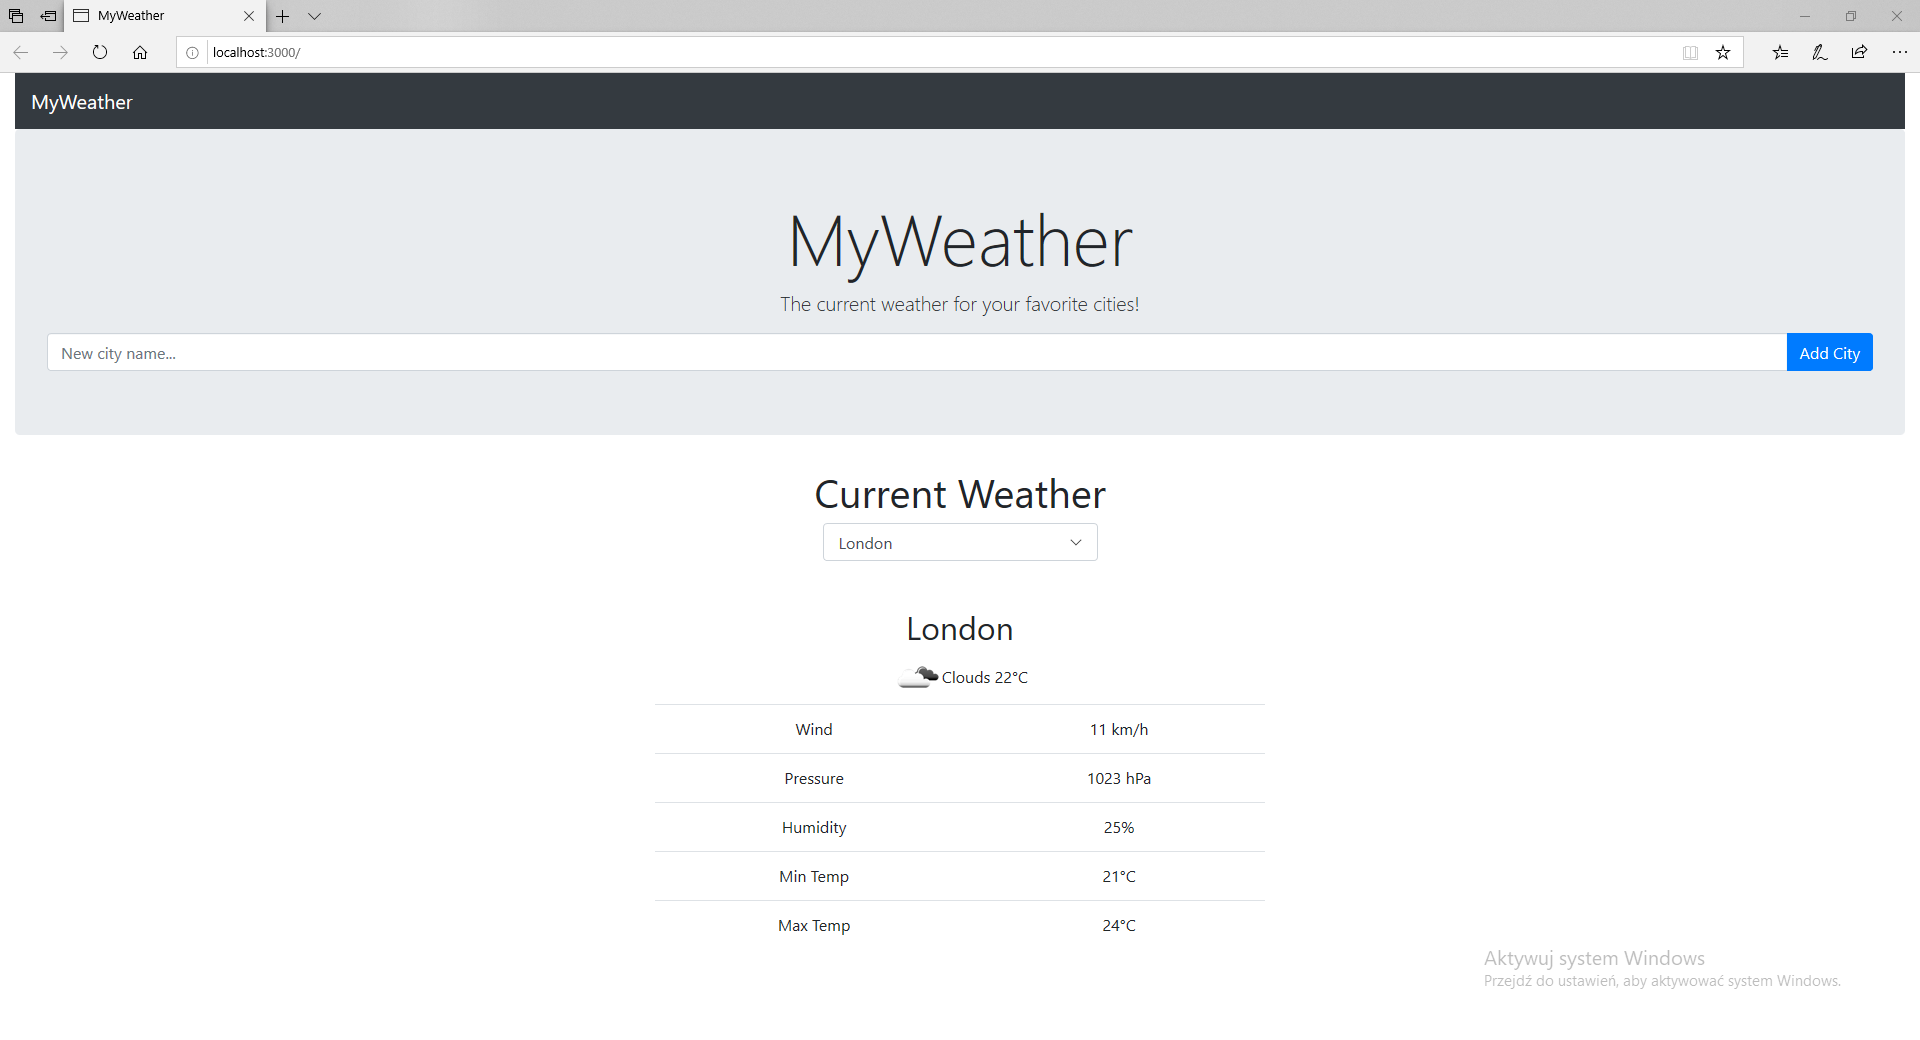 MyWeather
localhost:3000/
MyWeather
MyWeather
The current weather for your favorite cities!
New city name...
Add City
Current Weather
London
London
Clouds 22°C
Wind 11 km/h
Pressure 1023 hPa
Humidity 25%
Min Temp 21°C
Max Temp 24°C
Aktywuj system Windows
Przejdź do ustawień, aby aktywować system Windows.